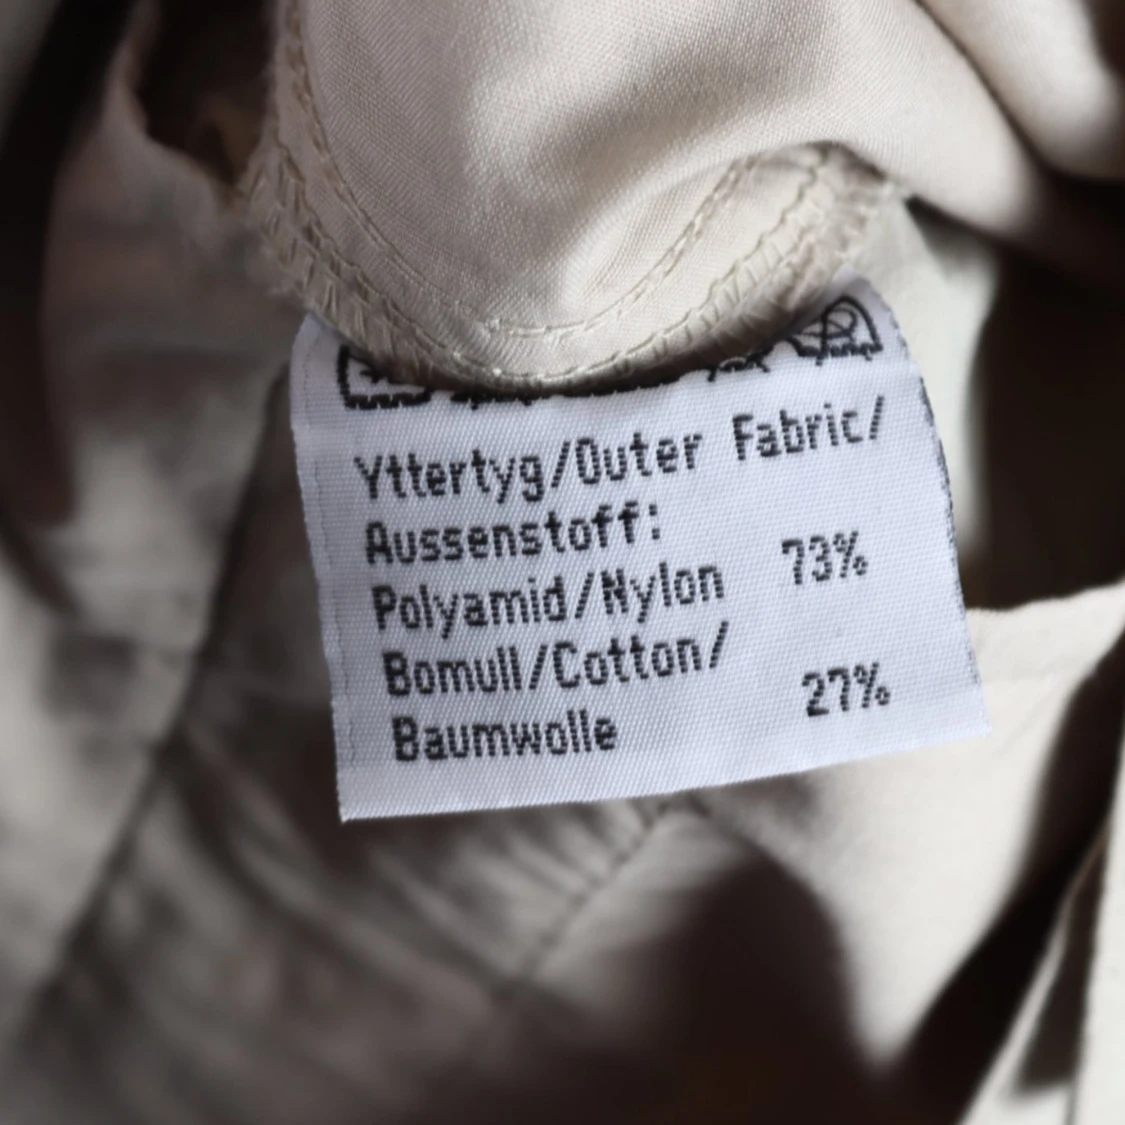 Yttertyg/Outer Fabric/
Aussenstoff:
Polyamid/Nylon 73%
Bomull/Cotton/
Baumwolle 27%